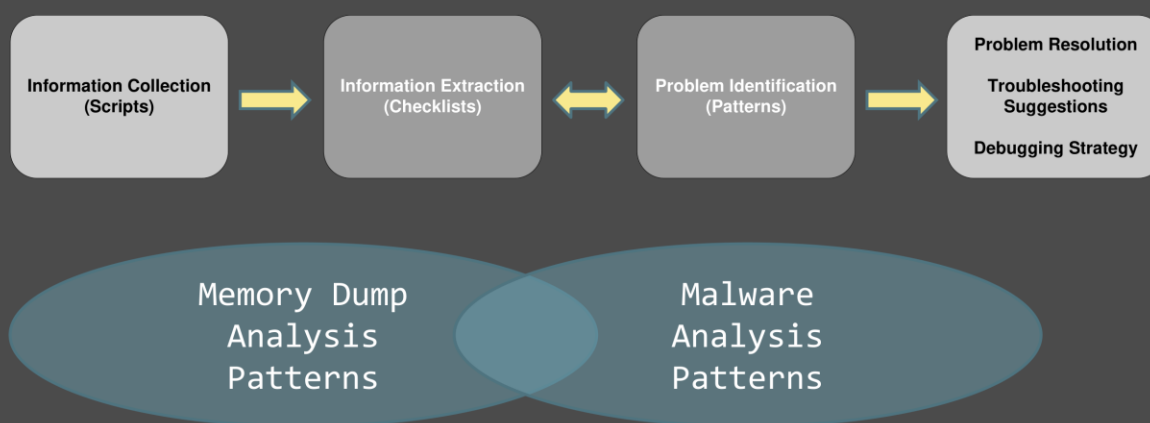 Information Collection
(Scripts)
Information Extraction
(Checklists)
Problem Identification
(Patterns)
Problem Resolution
Troubleshooting
Suggestions
Debugging Strategy
Memory Dump
Analysis
Patterns
Malware
Analysis
Patterns